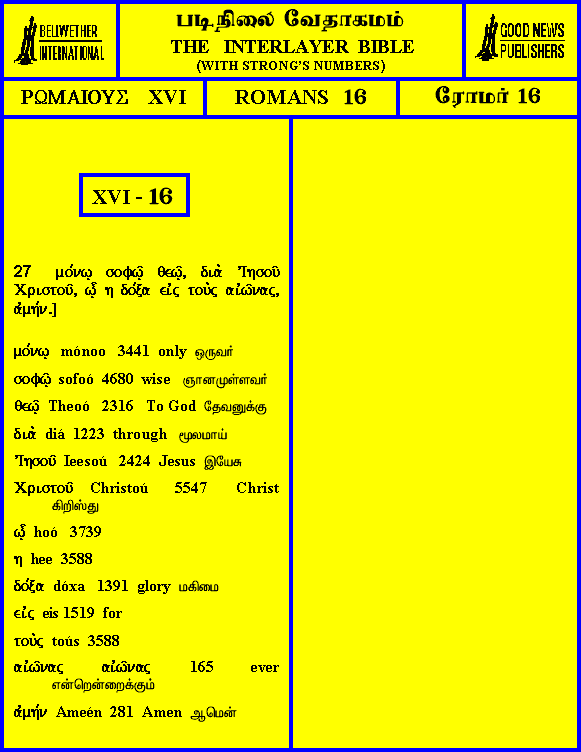 BELLWETHER
INTERNATIONAL
படிநிலை வேதாகமம்
THE INTERLAYER BIBLE
(WITH STRONG'S NUMBERS)
GOOD NEWS
PUBLISHERS
ΡΩΜΑΙΟΥΣ XVI
ROMANS 16
ரோமர் 16
XVI - 16
27 μόνῳ σοφῷ θεῷ, διὰ Ἰησοῦ
Χριστοῦ, ᾧ η δόξα εἰς τοὺς αἰῶνας,
ἀμήν.]
μόνῳ mónoo 3441 only ஒருவர்
σοφῷ sofoó 4680 wise ஞானமுள்ளவர்
θεῷ Theoó 2316 To God தேவனுக்கு
διὰ diá 1223 through மூலமாய்
Ἰησοῦ Ieesoú 2424 Jesus இயேசு
Χριστοῦ Christoú 5547 Christ
கிறிஸ்து
ᾧ hoó 3739
η hee 3588
δόξα dóxa 1391 glory மகிமை
εἰς eis 1519 for
τοὺς toús 3588
αἰῶνας αἰῶνας 165 ever
என்றென்றைக்கும்
ἀμήν Ameén 281 Amen ஆமென்